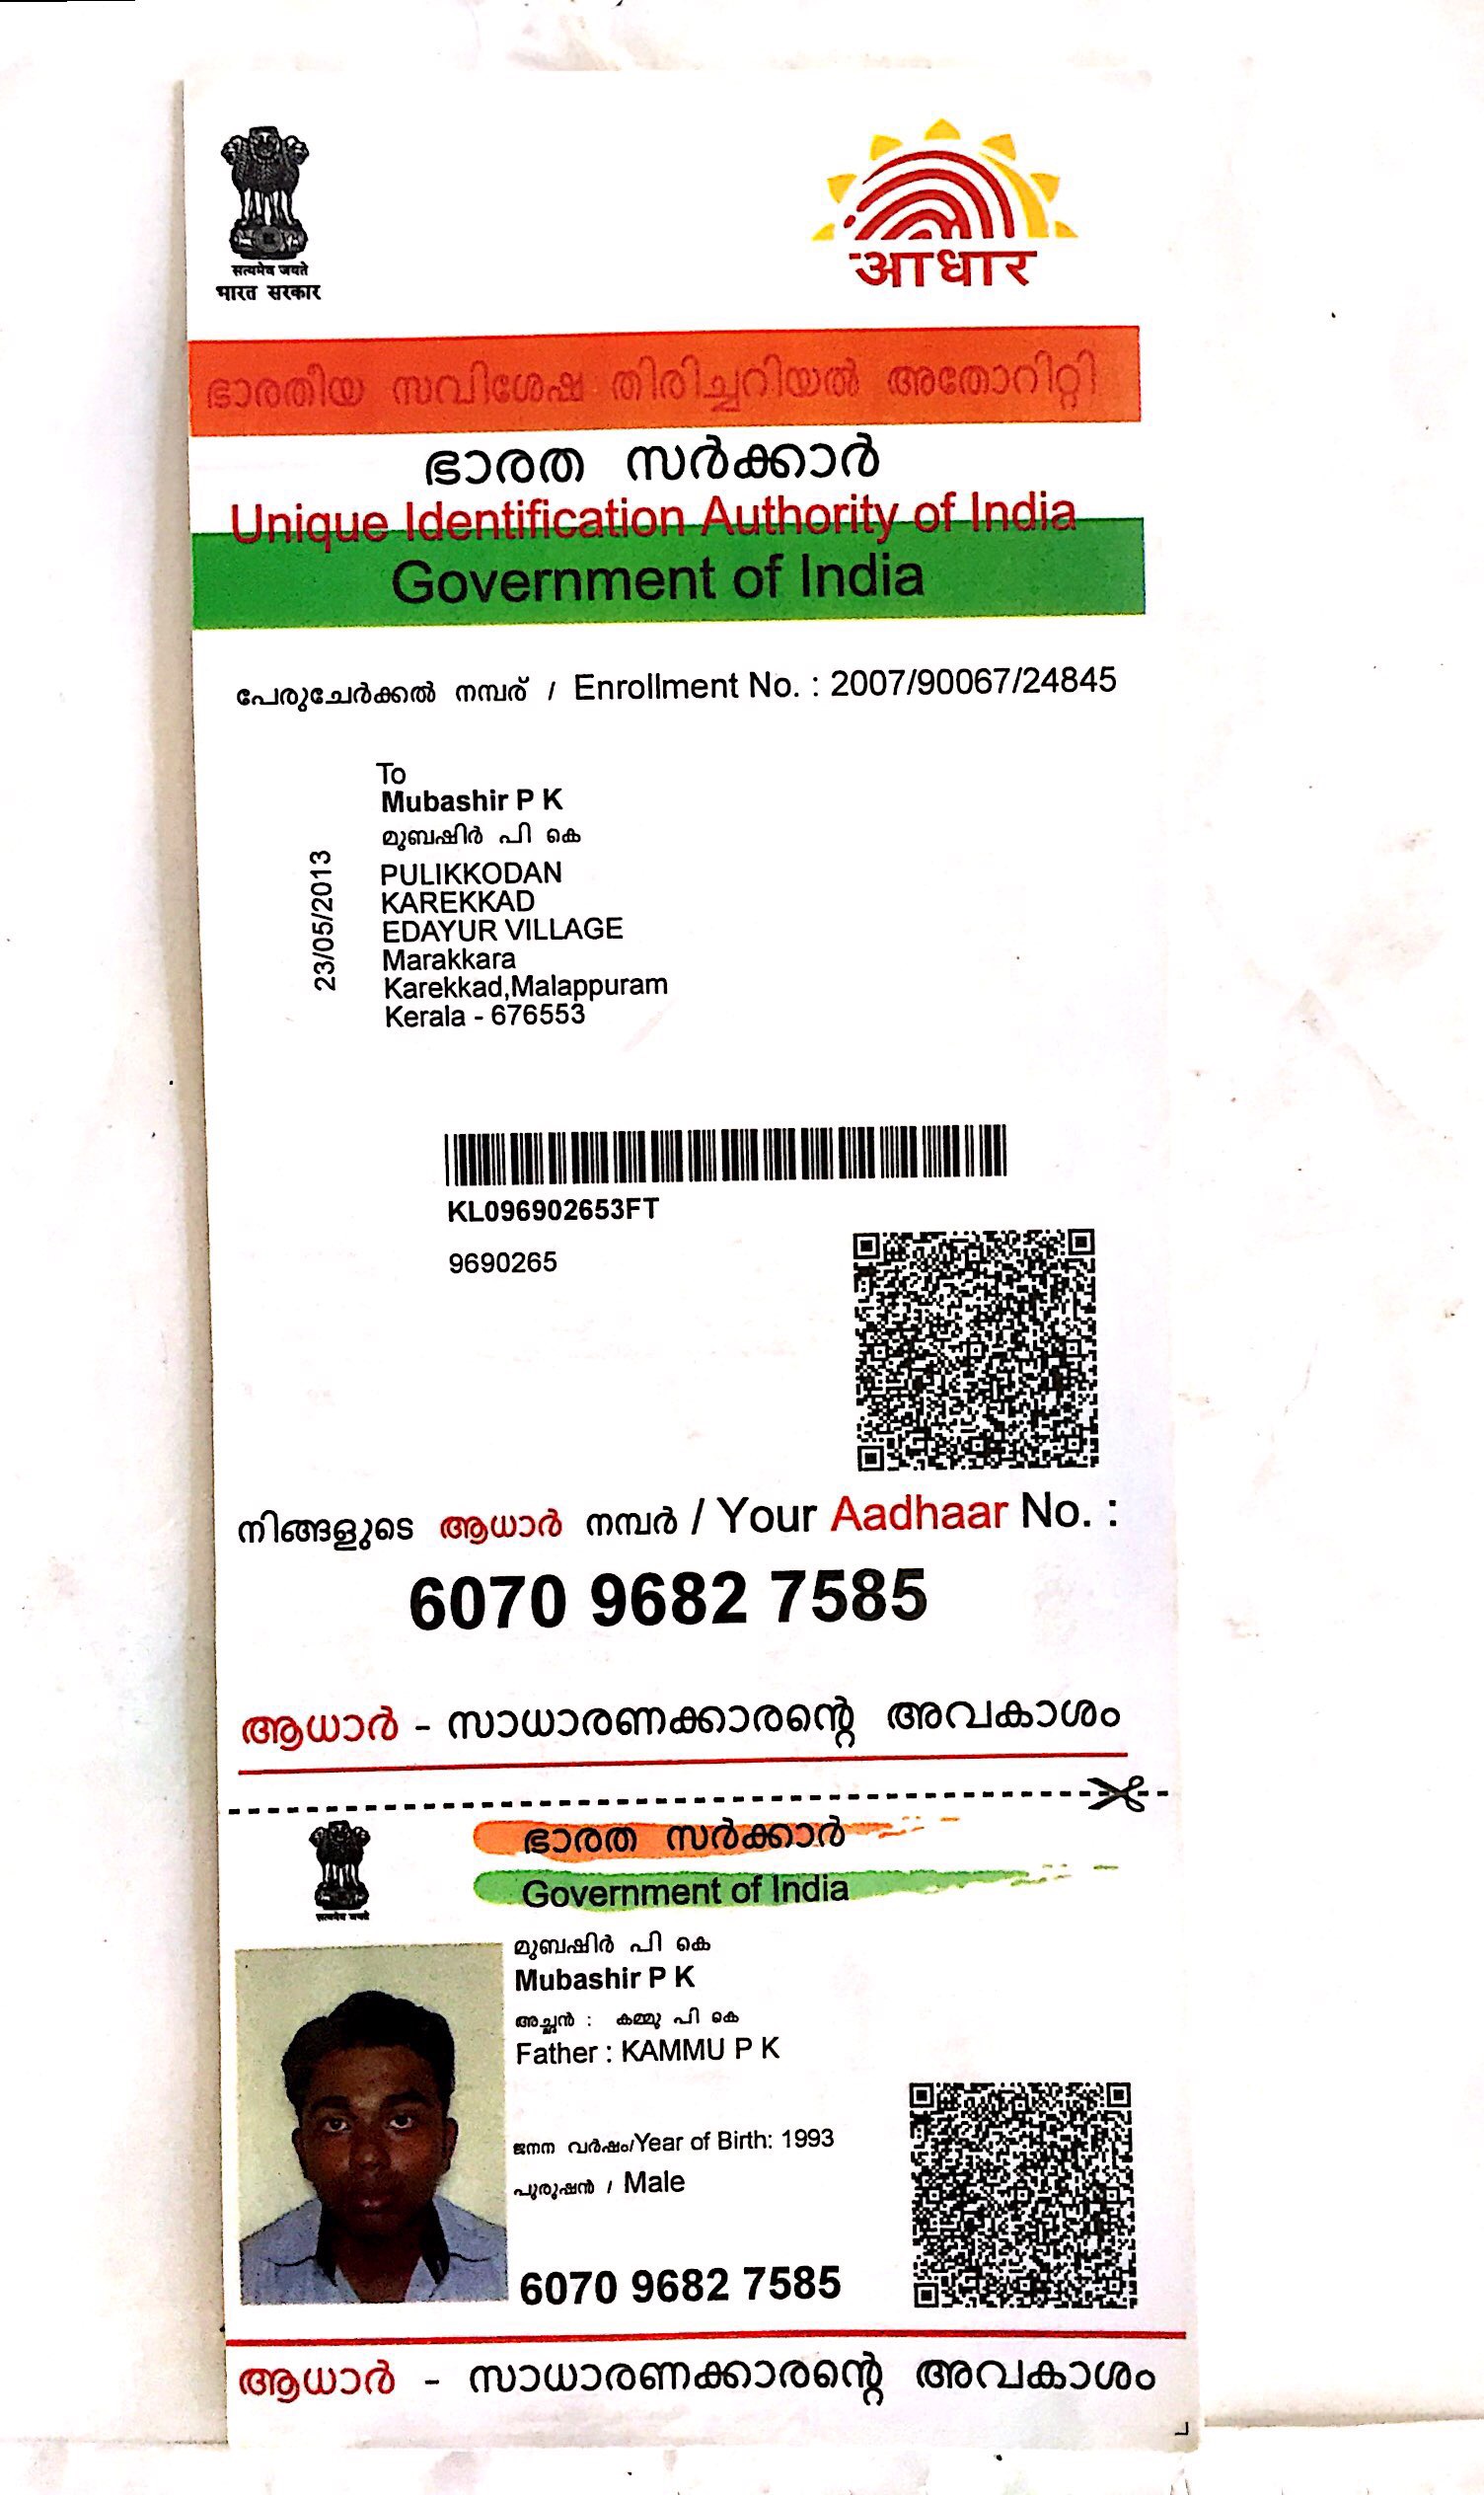 सत्यमेव जयते
भारत सरकार
आधार
ഭാരതീയ സവിശേഷ തിരിച്ചറിയൽ അതോറിറ്റി
ഭാരത സർക്കാർ
Unique Identification Authority of India
Government of India
പേരുചേർക്കൽ നമ്പര് / Enrollment No. : 2007/90067/24845
23/05/2013
To
Mubashir P K
മുബഷിർ പി കെ
PULIKKODAN
KAREKKAD
EDAYUR VILLAGE
Marakkara
Karekkad,Malappuram
Kerala - 676553
KL096902653FT
9690265
നിങ്ങളുടെ ആധാർ നമ്പർ / Your Aadhaar No. :
6070 9682 7585
ആധാർ - സാധാരണക്കാരന്റെ അവകാശം
ഭാരത സർക്കാർ
Government of India
सत्यमेव जयते
മുബഷിർ പി കെ
Mubashir P K
അച്ഛൻ : കമ്മു പി കെ
Father : KAMMU P K
ജനന വർഷം/Year of Birth: 1993
പുരുഷൻ / Male
6070 9682 7585
ആധാർ - സാധാരണക്കാരന്റെ അവകാശം